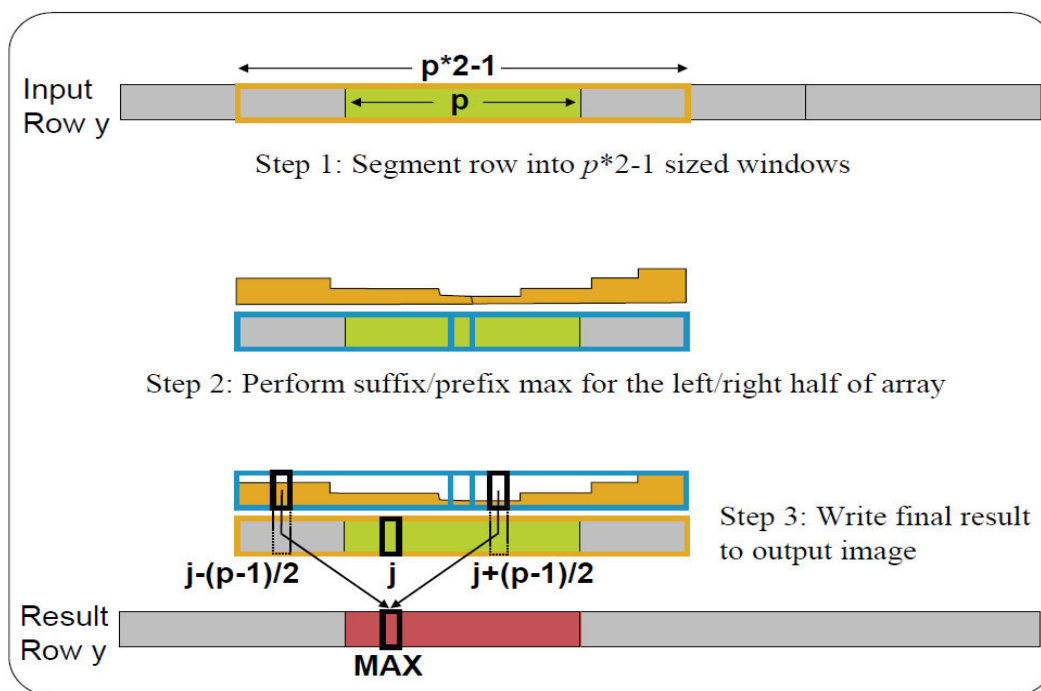 p*2-1
Input
Row y
p
Step 1: Segment row into p*2-1 sized windows
Step 2: Perform suffix/prefix max for the left/right half of array
Step 3: Write final result
to output image
j-(p-1)/2
j
j+(p-1)/2
Result
Row y
MAX